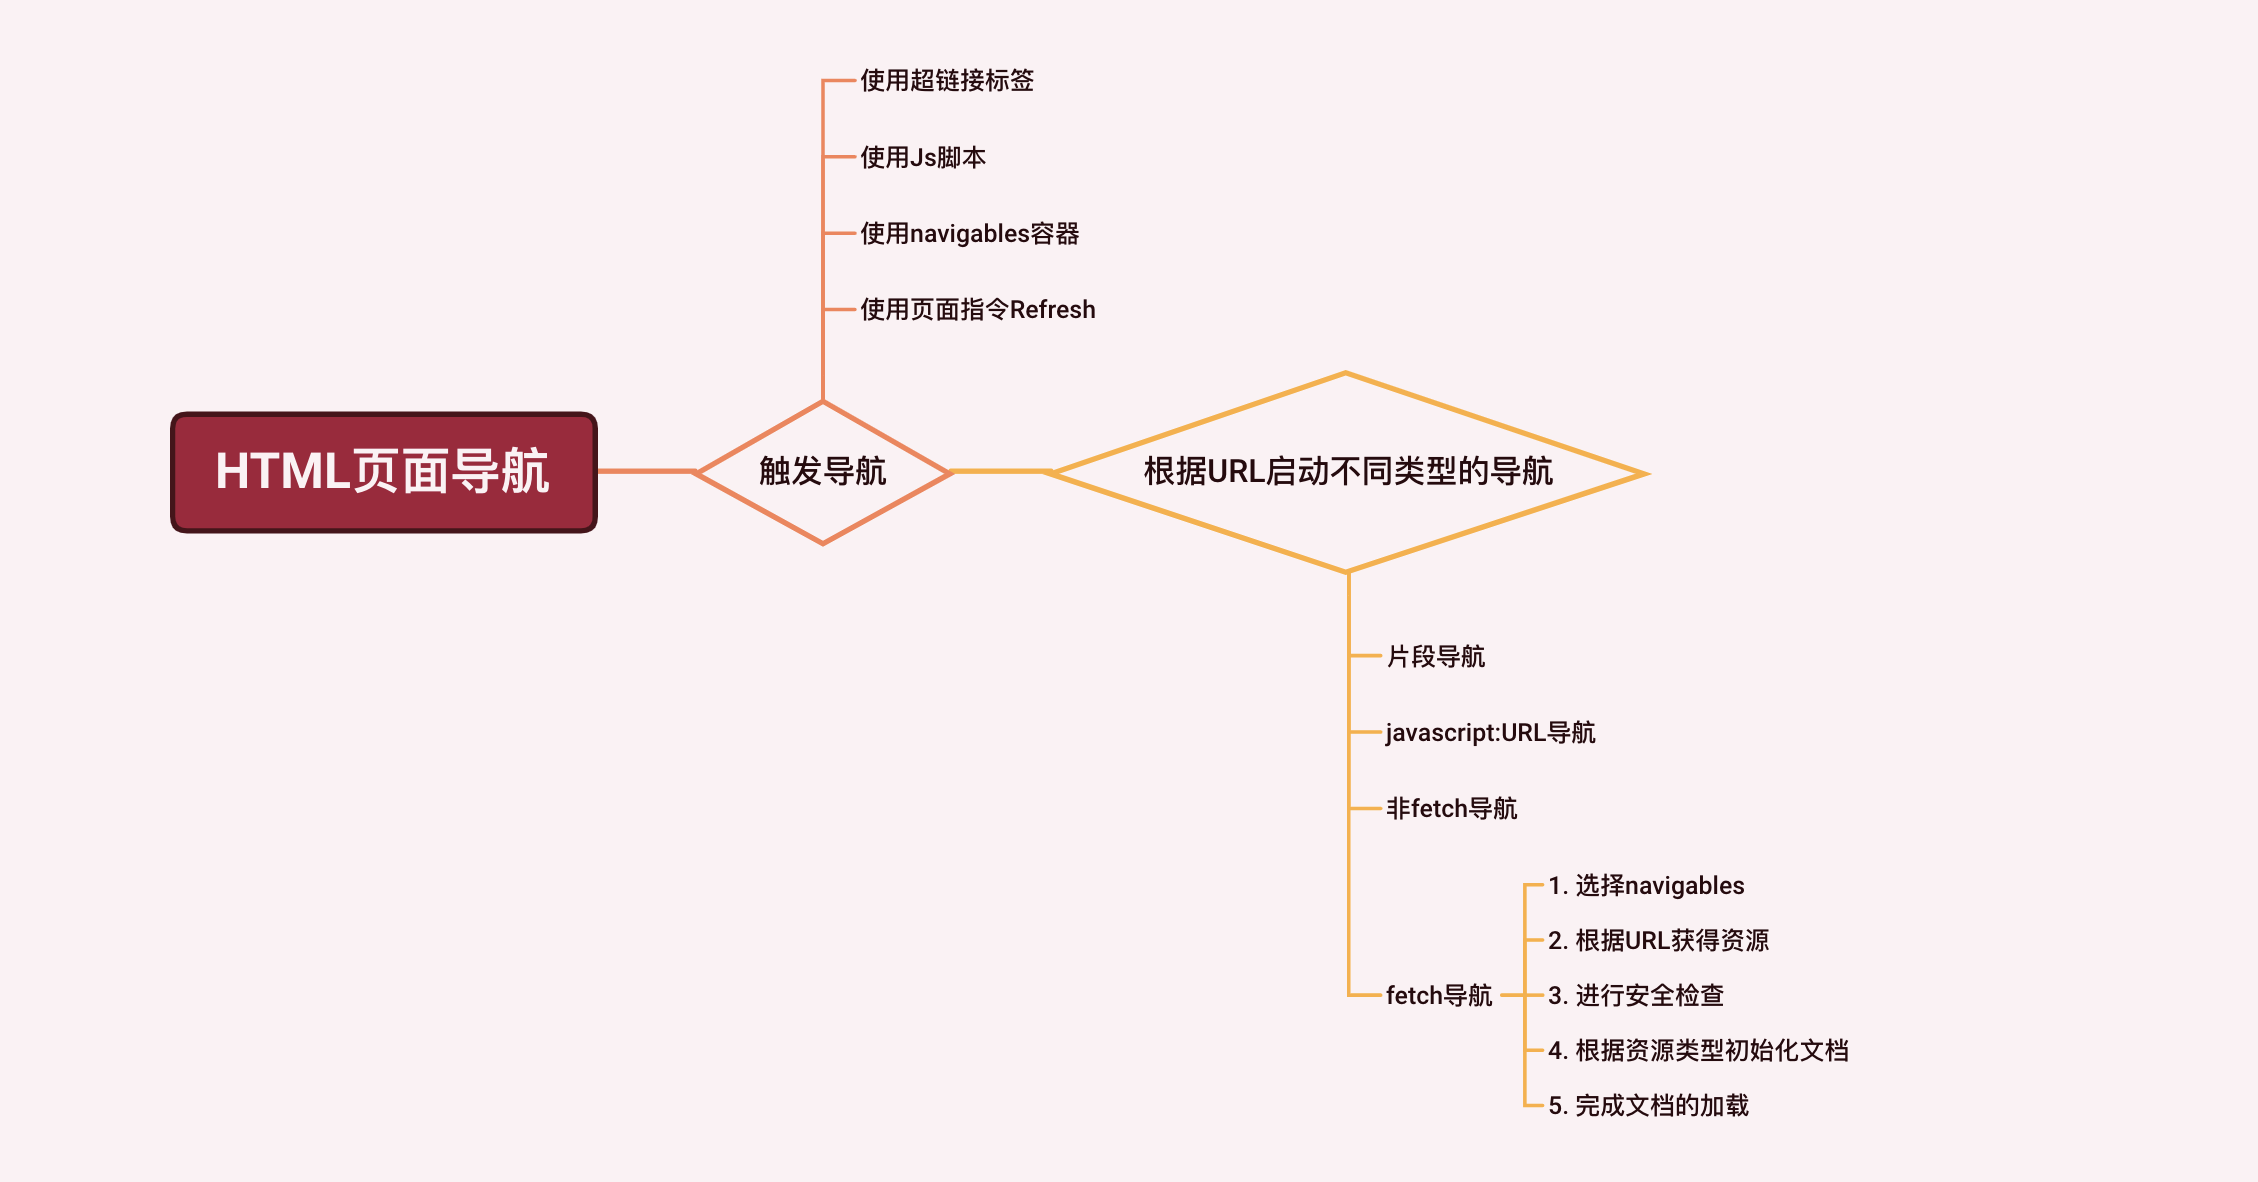 HTML页面导航
触发导航
使用超链接标签
使用Js脚本
使用navigables容器
使用页面指令Refresh
根据URL启动不同类型的导航
片段导航
javascript:URL导航
非fetch导航
fetch导航
1. 选择navigables
2. 根据URL获得资源
3. 进行安全检查
4. 根据资源类型初始化文档
5. 完成文档的加载